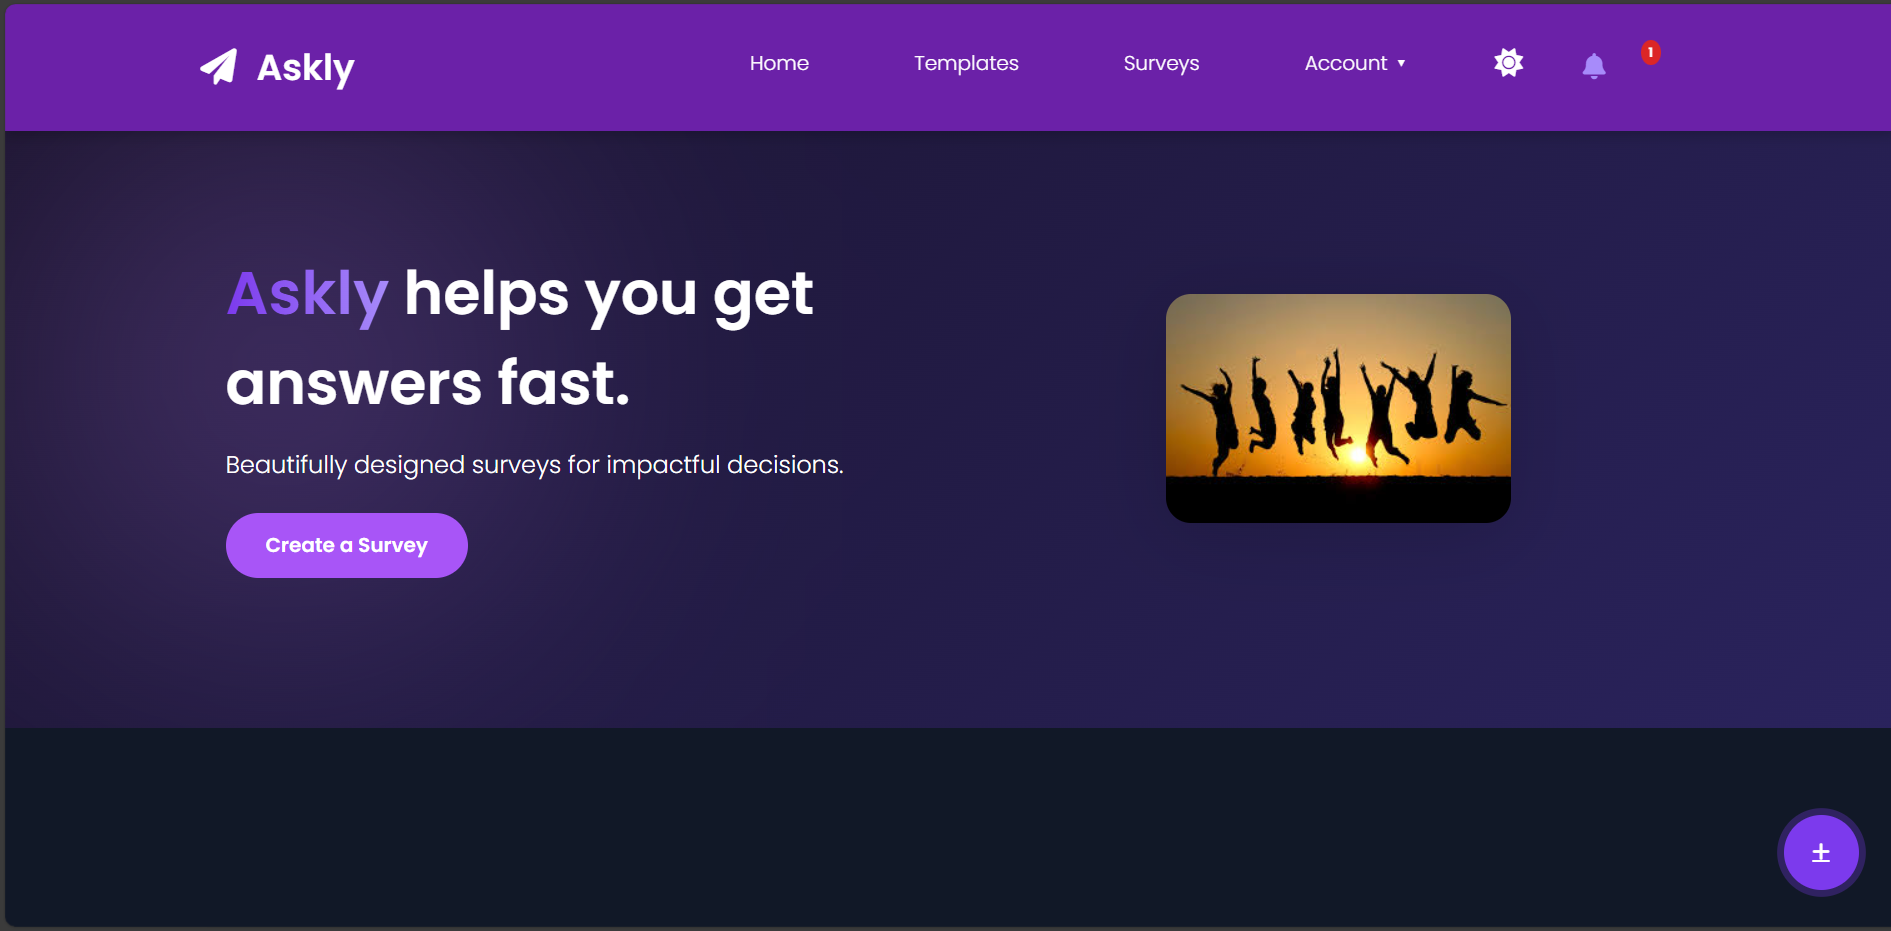 Askly
Home
Templates
Surveys
Account ▼
1
Askly helps you get
answers fast.
Beautifully designed surveys for impactful decisions.
Create a Survey
+